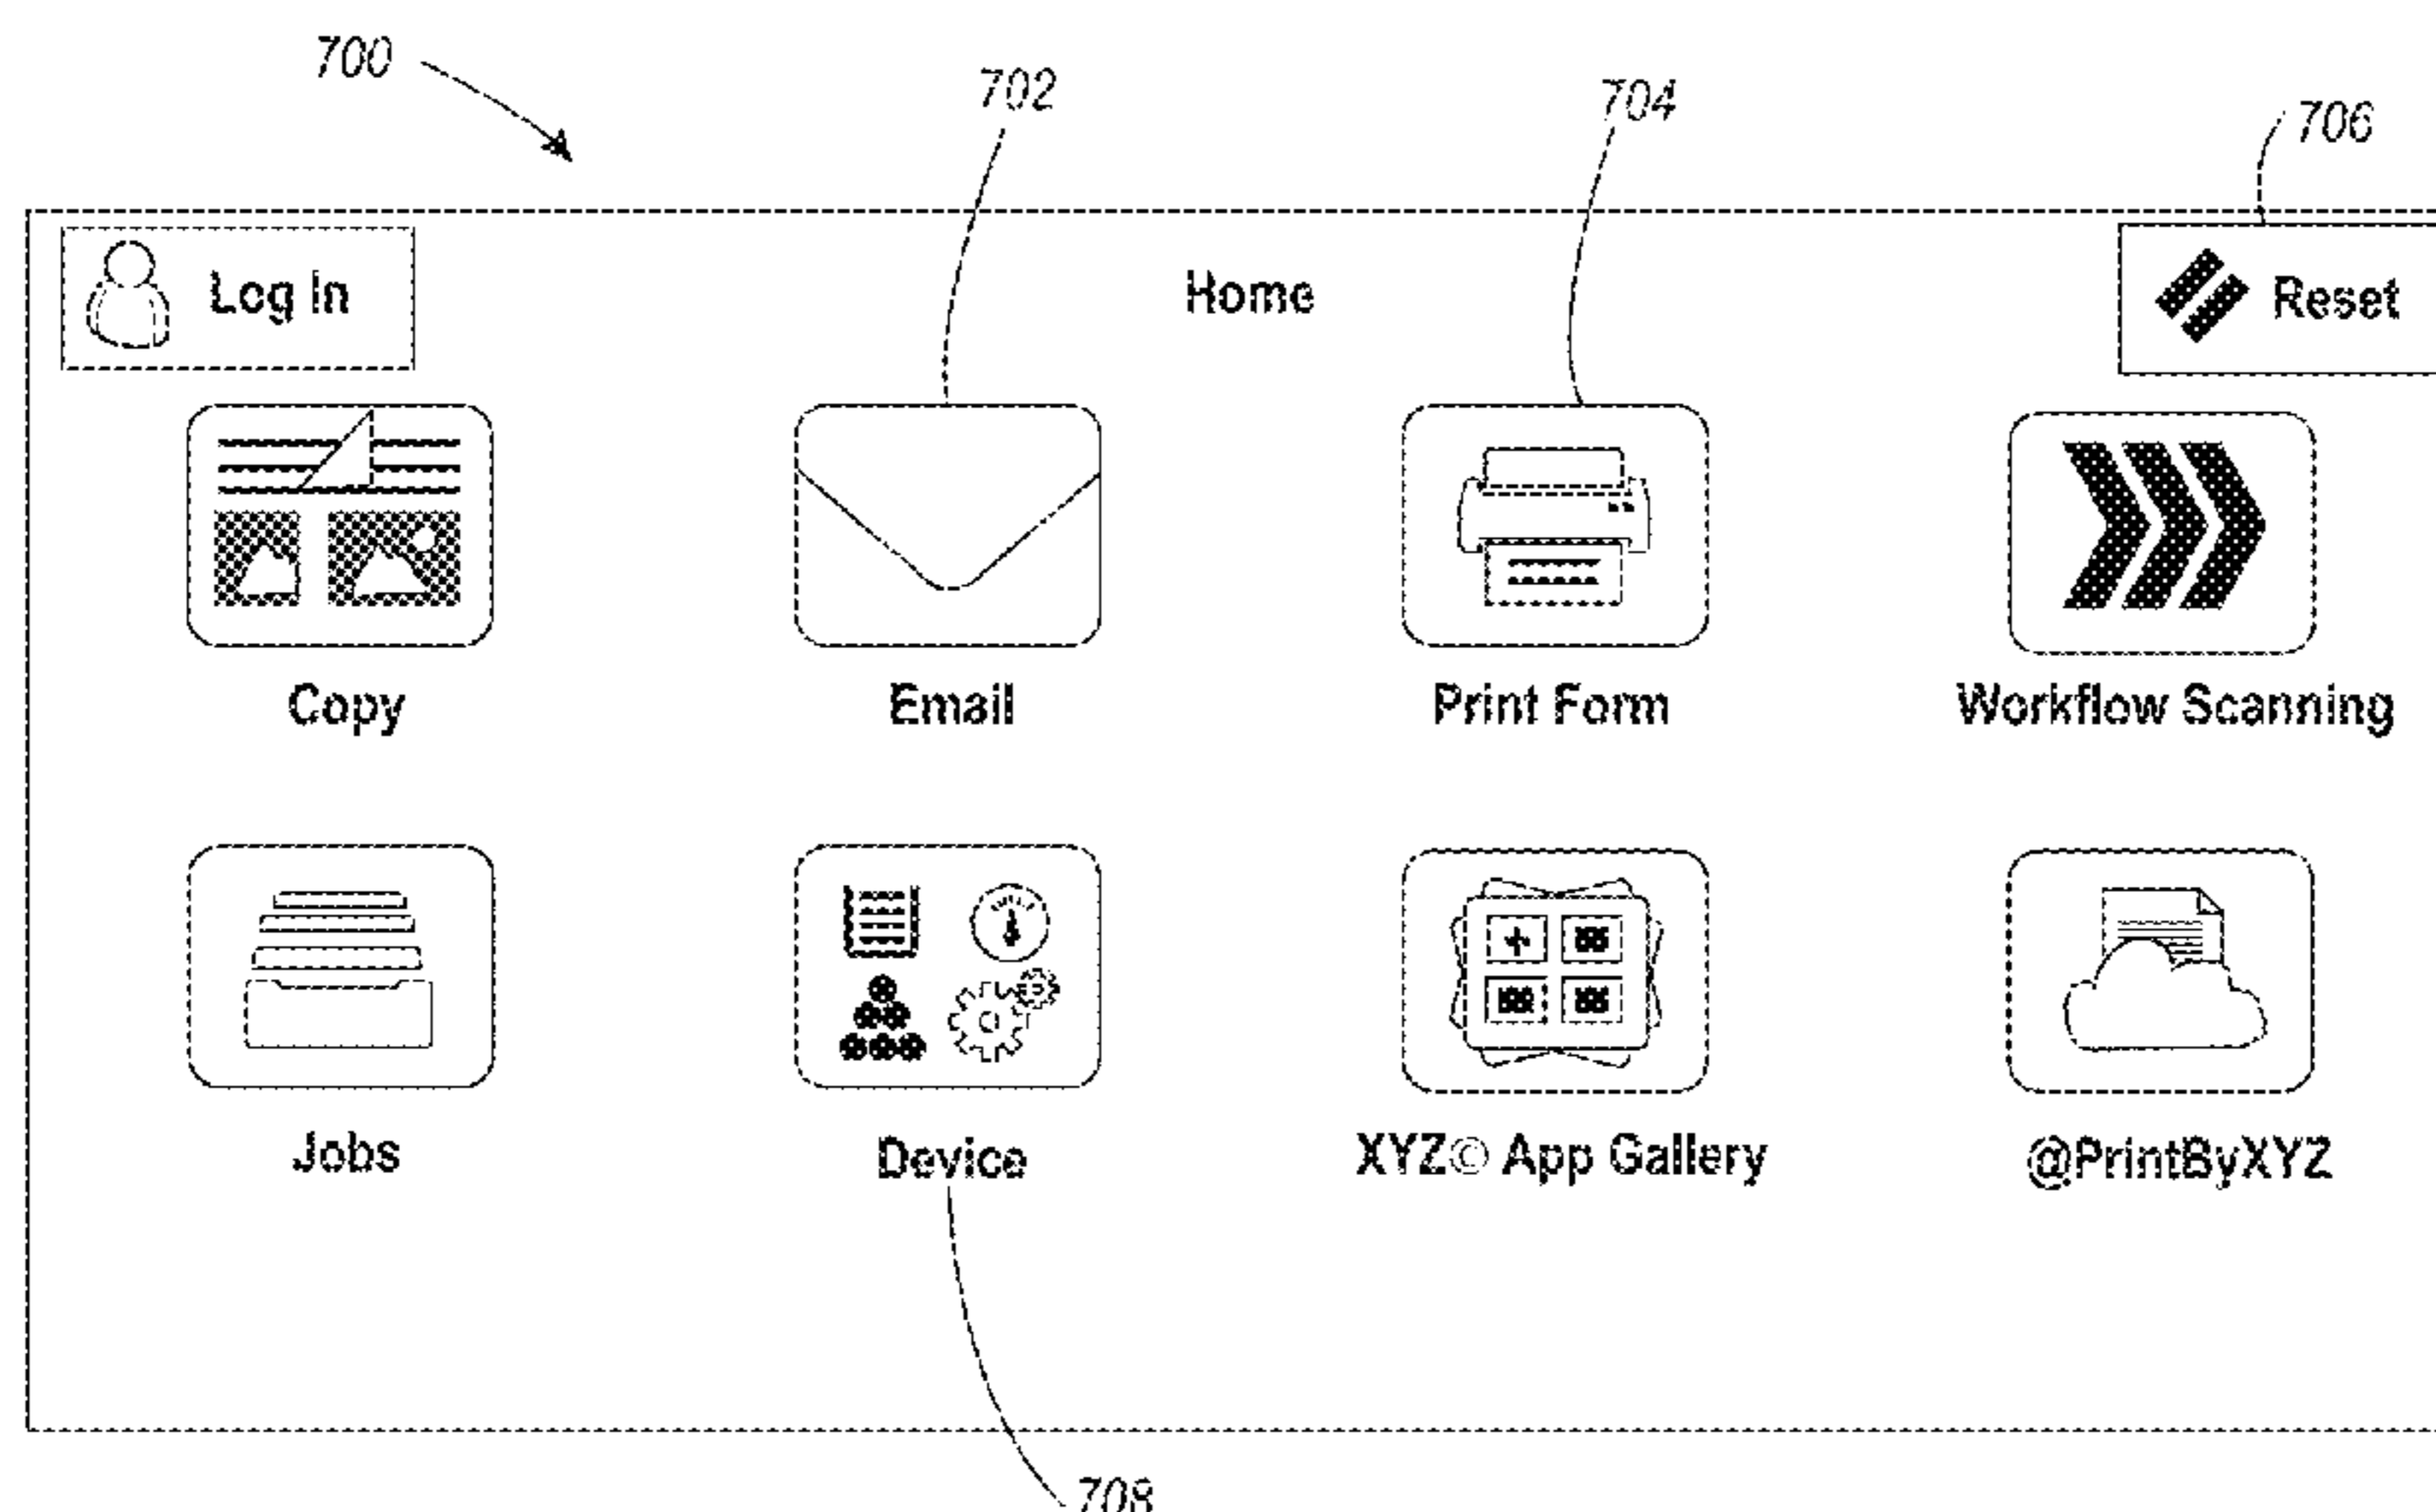 700
702
704
706
Log In
Home
Reset
Copy
Email
Print Form
Workflow Scanning
Jobs
Device
XYZ© App Gallery
@PrintByXYZ
708